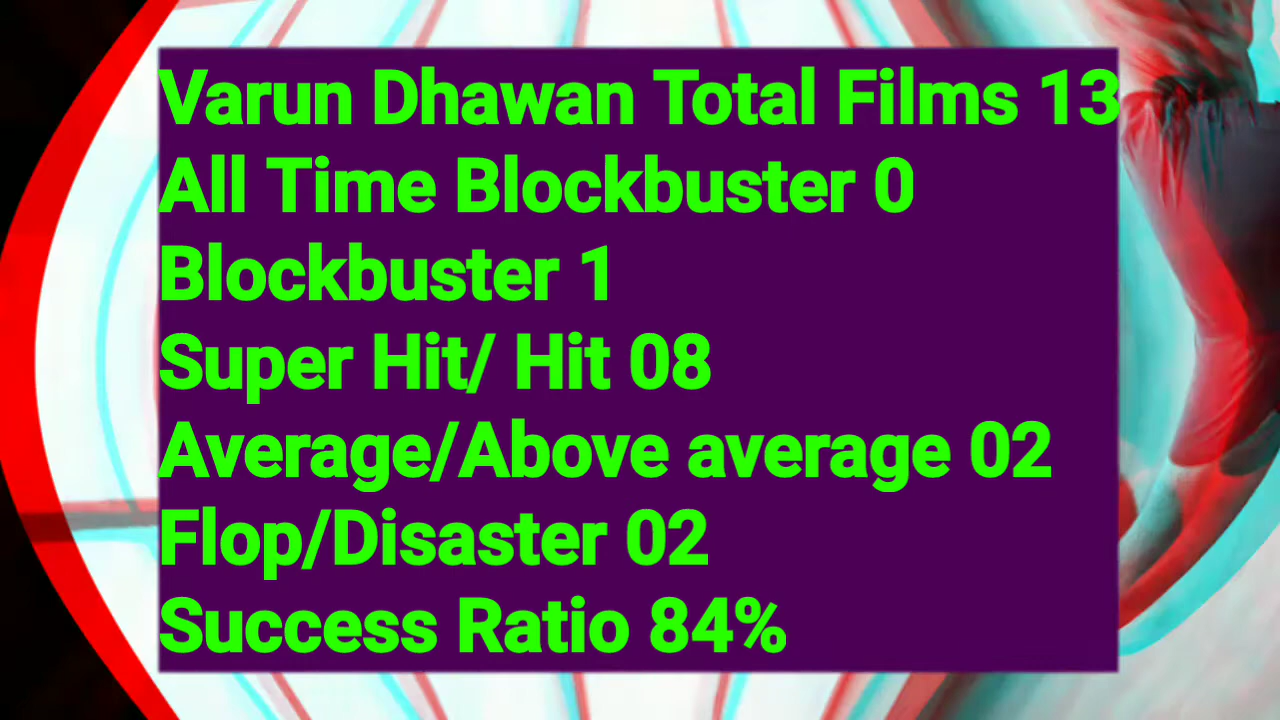 Varun Dhawan Total Films 13
All Time Blockbuster 0
Blockbuster 1
Super Hit/ Hit 08
Average/Above average 02
Flop/Disaster 02
Success Ratio 84%